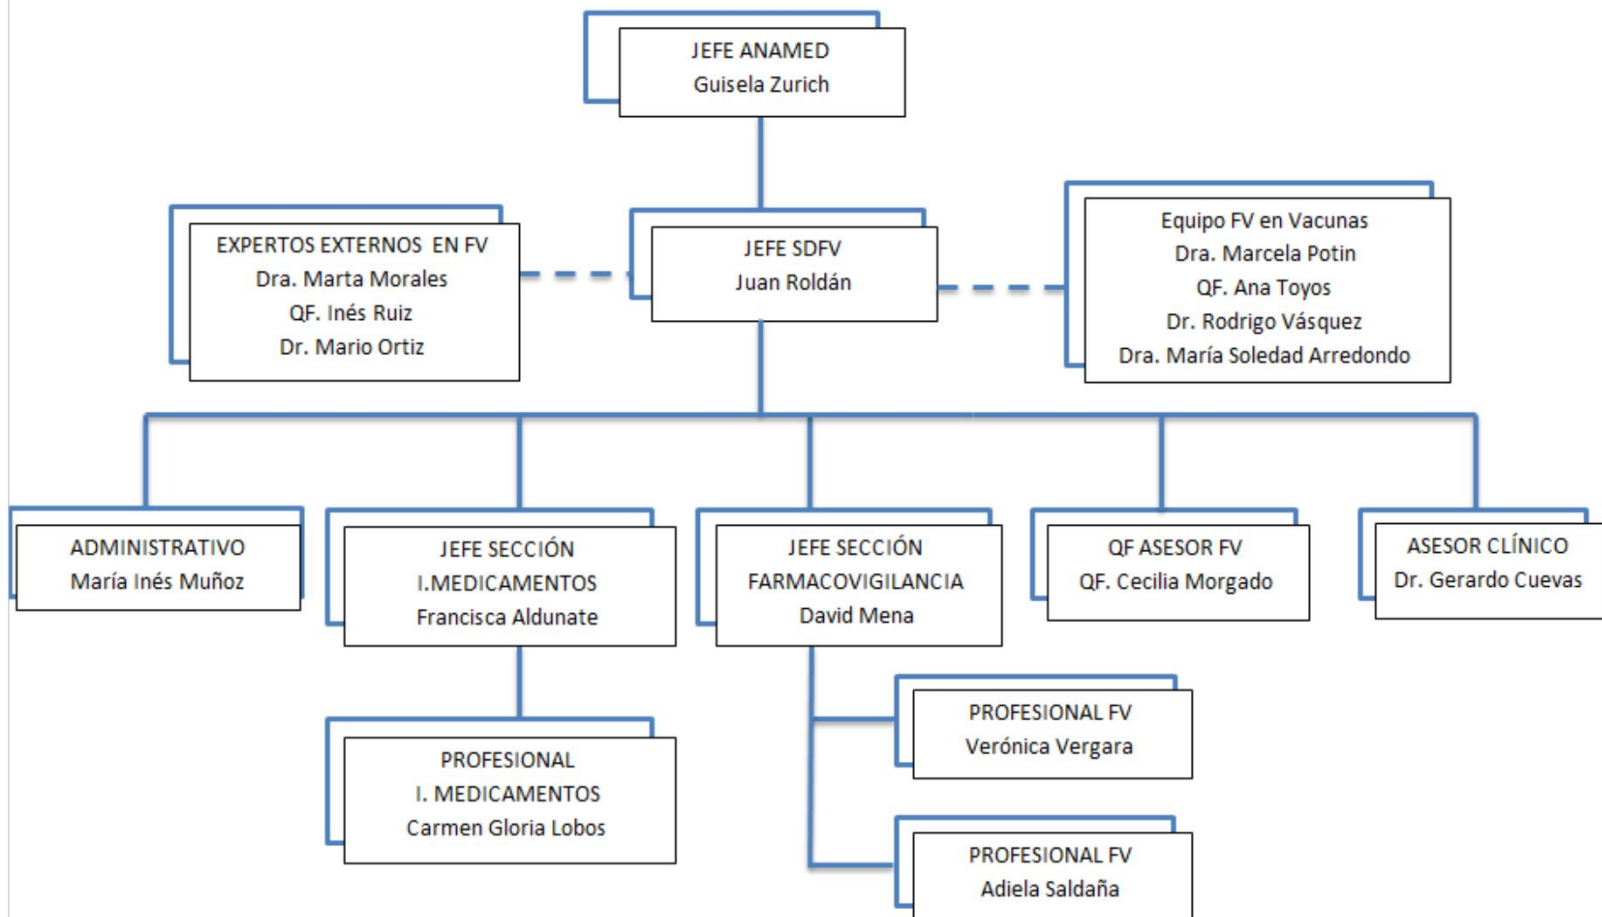 JEFE ANAMED
Guisela Zurich
EXPERTOS EXTERNOS EN FV
Dra. Marta Morales
QF. Inés Ruiz
Dr. Mario Ortiz
JEFE SDFV
Juan Roldán
Equipo FV en Vacunas
Dra. Marcela Potin
QF. Ana Toyos
Dr. Rodrigo Vásquez
Dra. María Soledad Arredondo
ADMINISTRATIVO
María Inés Muñoz
JEFE SECCIÓN
I.MEDICAMENTOS
Francisca Aldunate
JEFE SECCIÓN
FARMACOVIGILANCIA
David Mena
QF ASESOR FV
QF. Cecilia Morgado
ASESOR CLÍNICO
Dr. Gerardo Cuevas
PROFESIONAL
I. MEDICAMENTOS
Carmen Gloria Lobos
PROFESIONAL FV
Verónica Vergara
PROFESIONAL FV
Adiela Saldaña